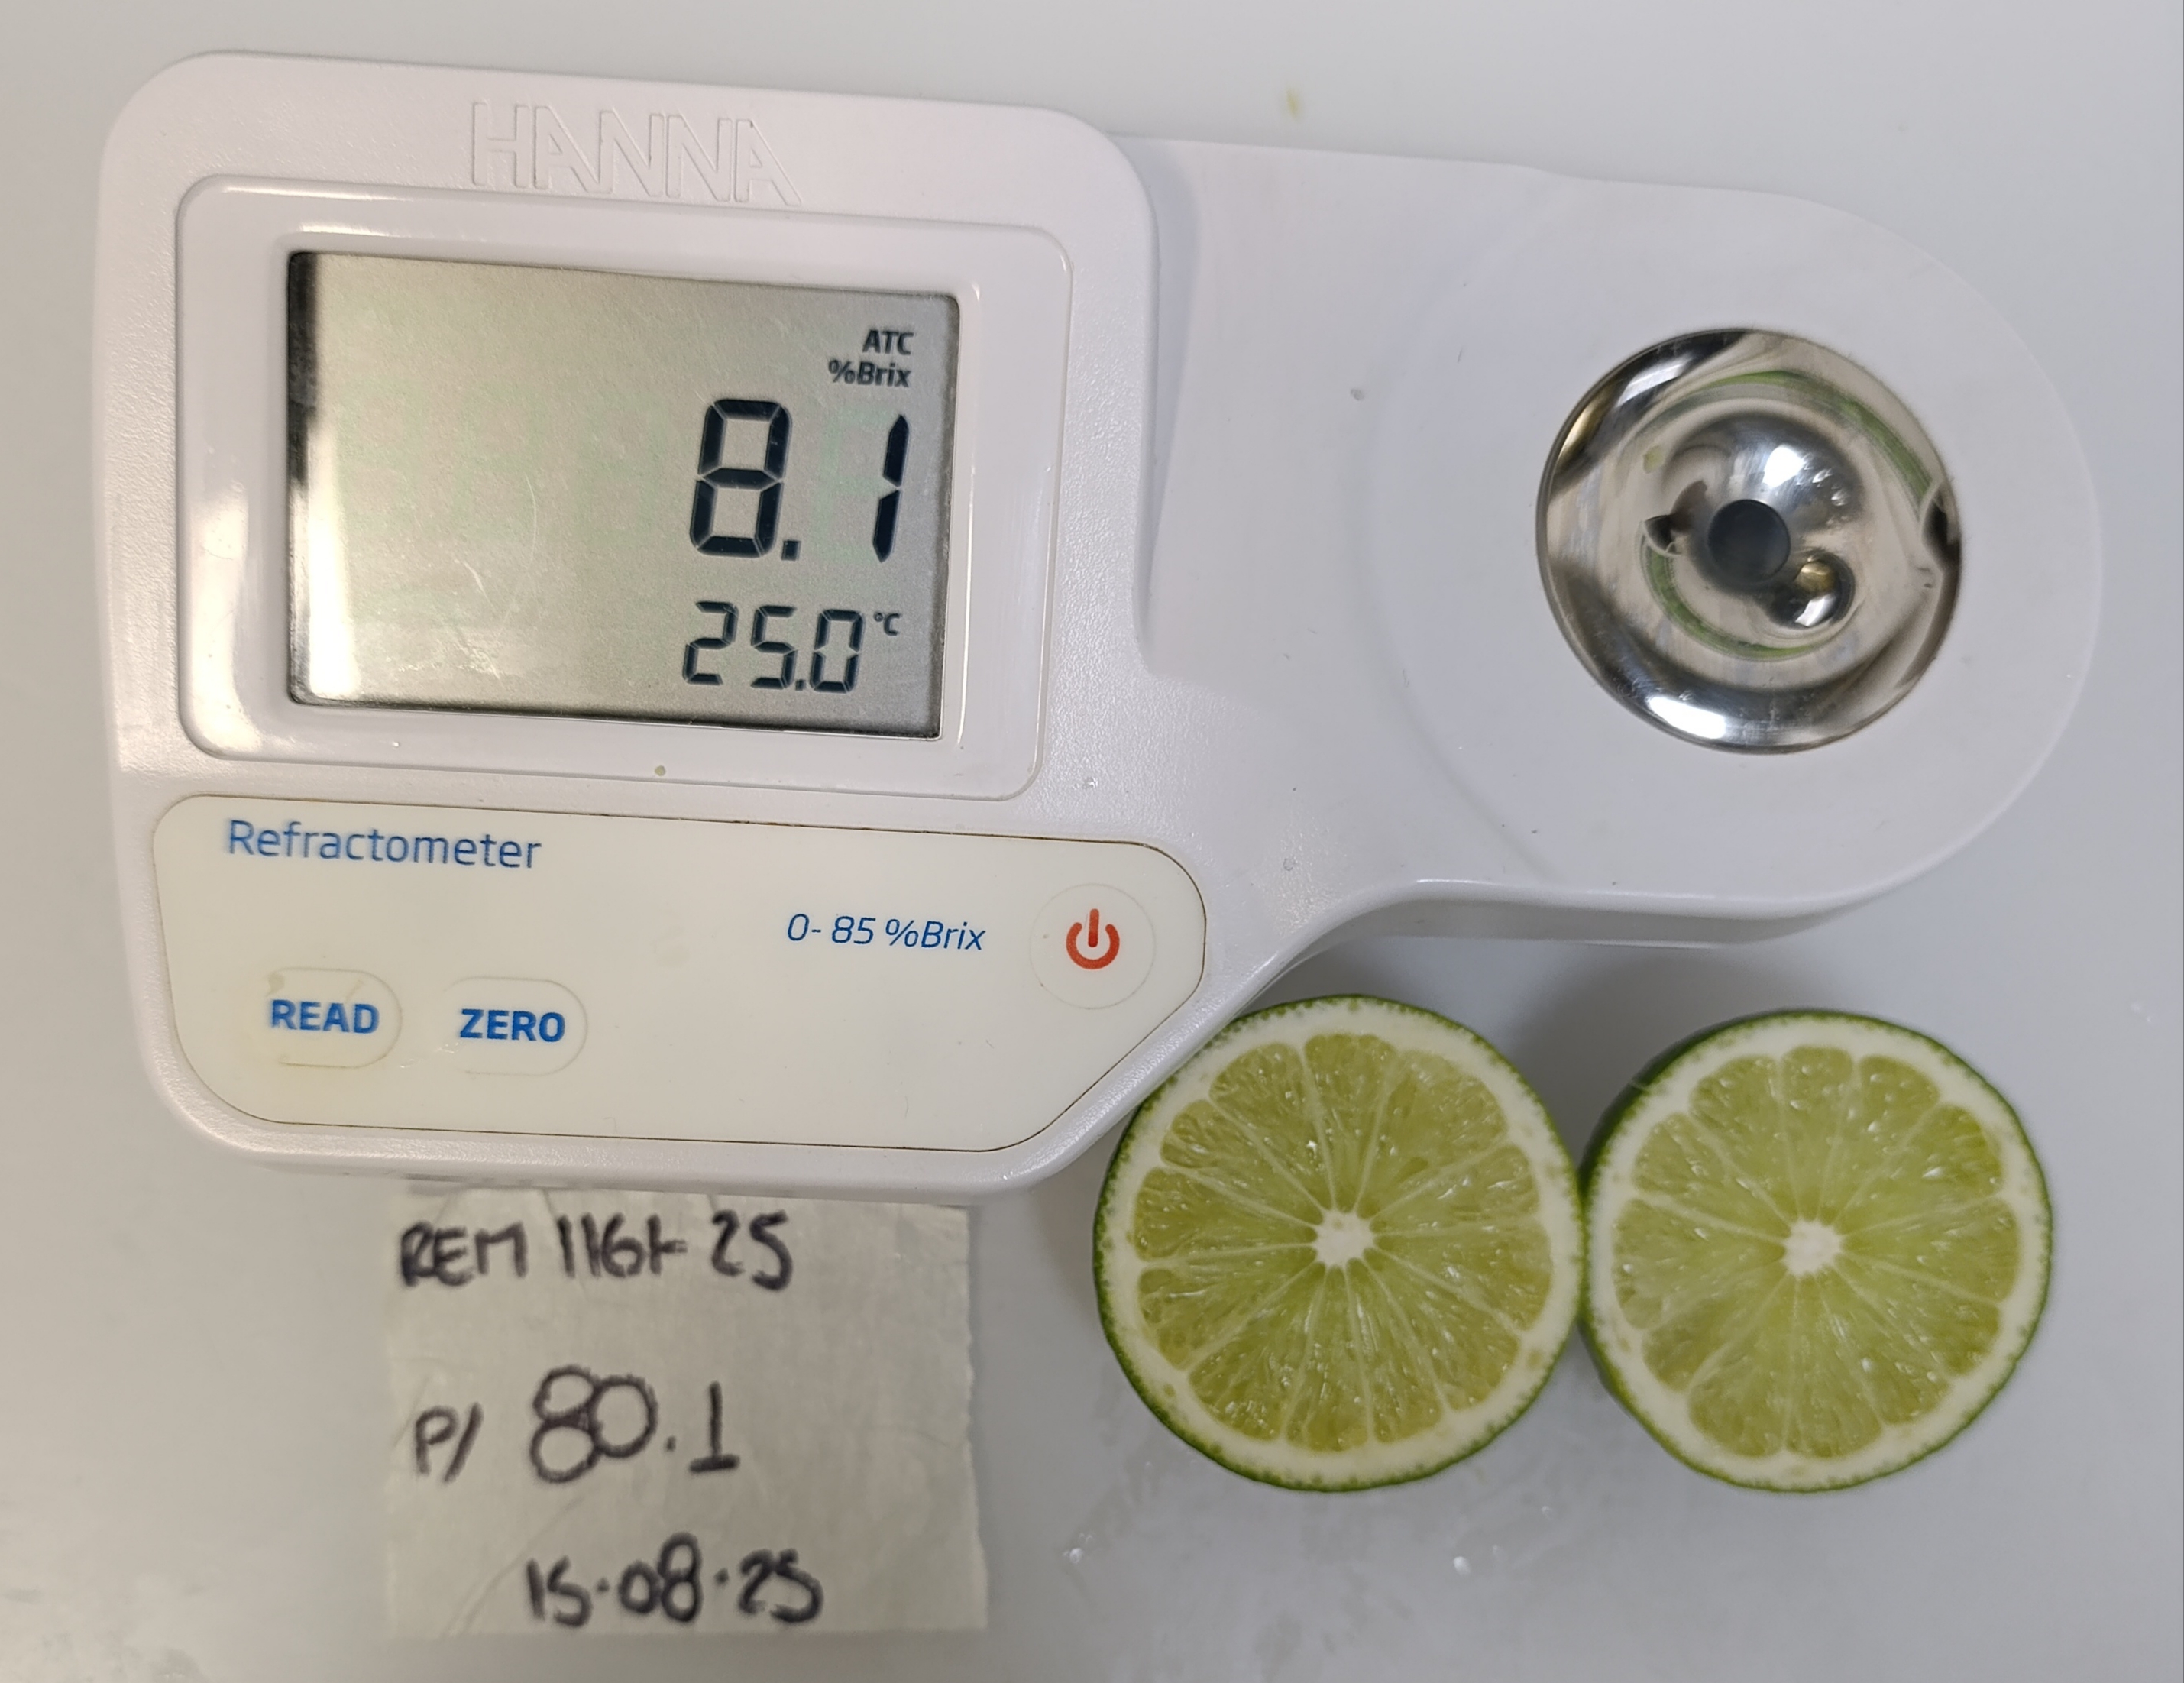 HANNA
ATC
%Brix
8.1
25.0 °C
Refractometer
0-85 %Brix
READ ZERO
REM 1161-25
P/ 80.1
15.08.25